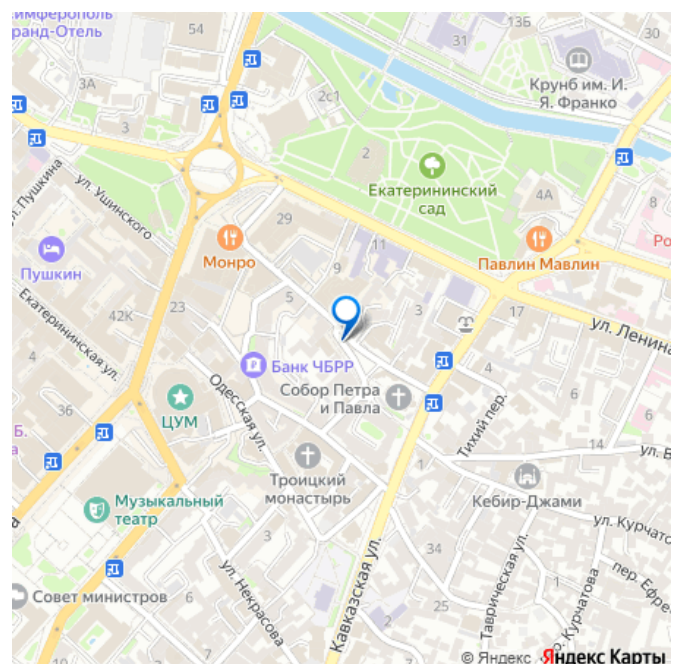 имферополь
ранд-Отель
54
3А
3
2с1
31
13Б
30
Крунб им. И.
Я. Франко
2
Екатерининский
сад
4А
8
1
Ро
ул. Пушкина
ул. Ушинского
29
11
Монро
Павлин Мавлин
Пушкин
9
5
3
17
ул. Ленина
42К
23
Екатерининская ул.
4
36
Банк ЧБРР
Собор Петра
и Павла
6
6
ЦУМ
Одесская ул.
Тихий пер.
Б.
а
1
14
ул. В
Троицкий
монастырь
Кебир-Джами
Музыкальный
театр
3
34
ул. Курчато
1
Совет министров
6
ул. Некрасова
25
Кавказская ул.
Таврическая ул.
р. Курчатова
пер. Ефре
© Яндекс
Яндекс Карты